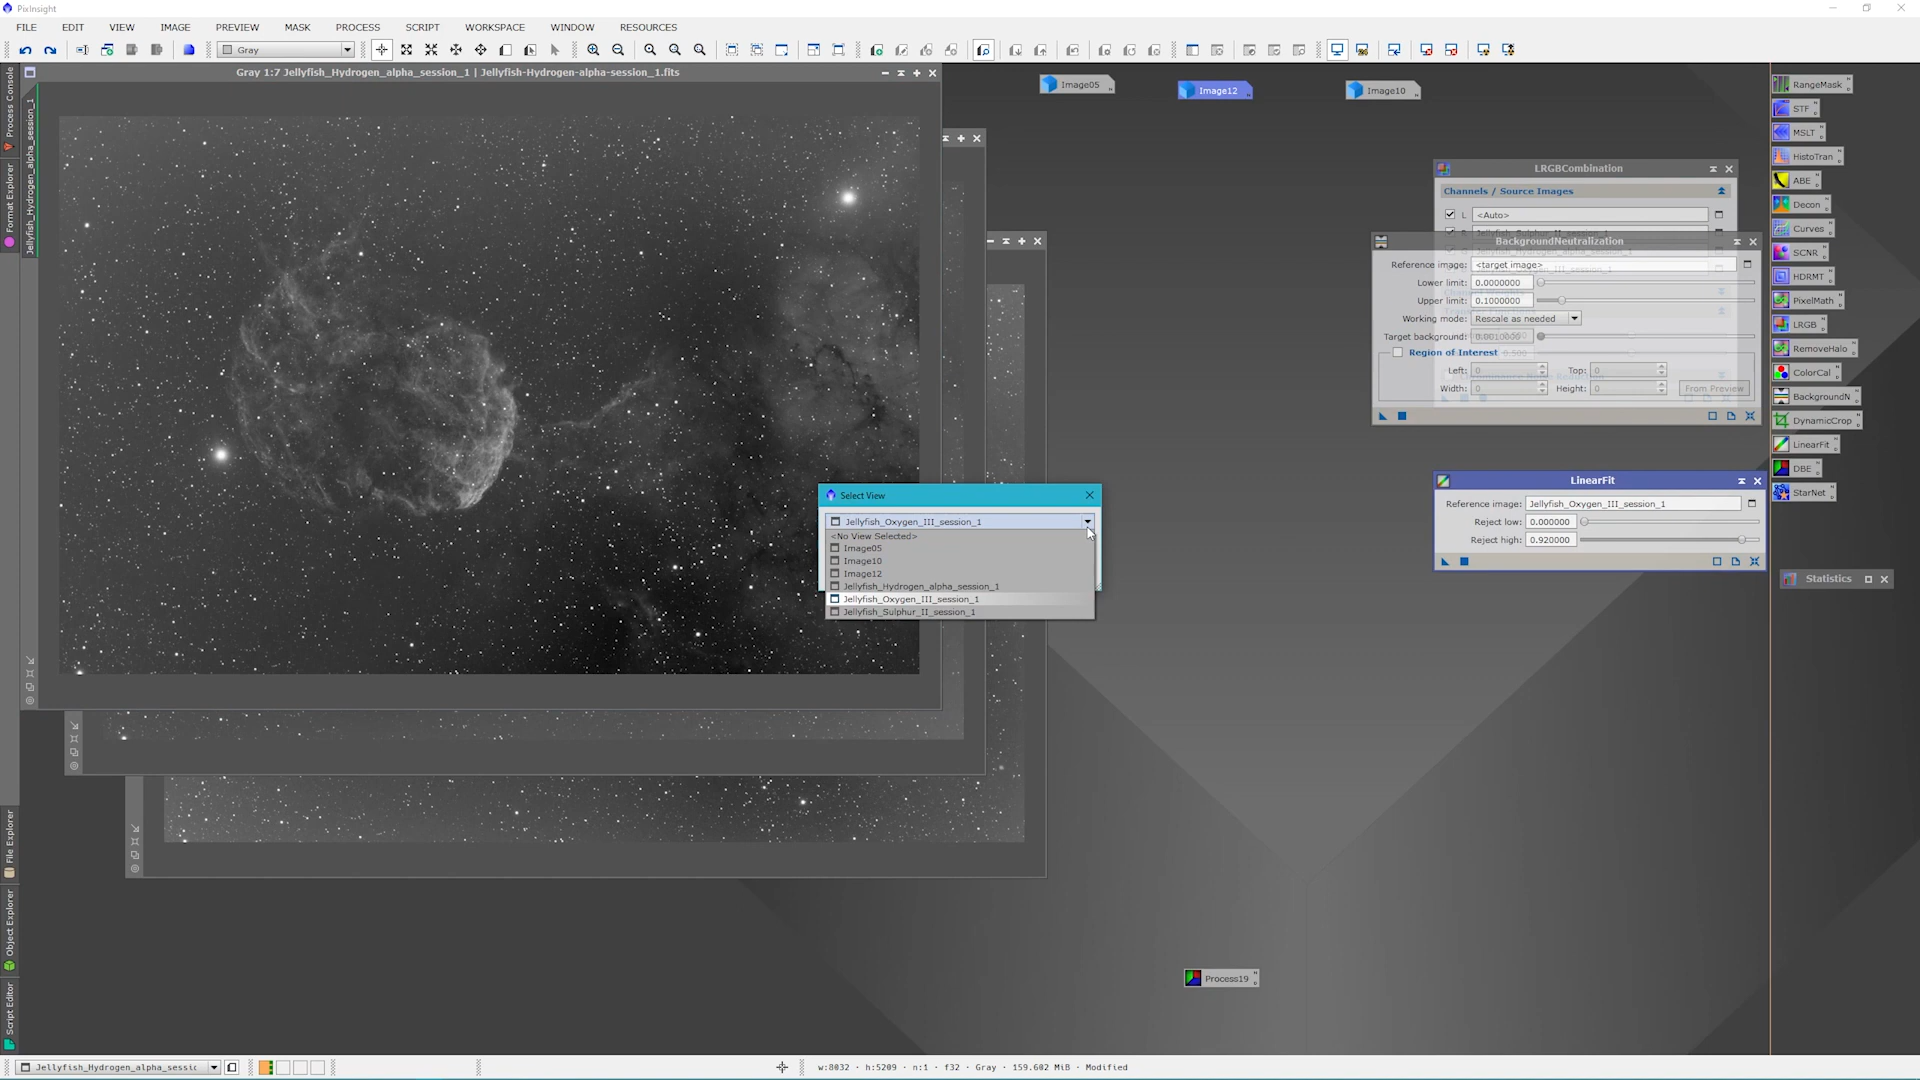 PixInsight
FILE EDIT VIEW IMAGE PREVIEW MASK PROCESS SCRIPT WORKSPACE WINDOW RESOURCES
Gray
Gray 1:7 Jellyfish_Hydrogen_alpha_session_1 | Jellyfish-Hydrogen-alpha-session_1.fits
Process Console
Format Explorer
Jellyfish_Hydrogen_alpha_session_1
File Explorer
Object Explorer
Script Editor
Image05
Image12
Image10
LRGBCombination
Channels / Source Images
L <Auto>
BackgroundNeutralization
Reference image: <target image>
Lower limit: 0.0000000
Upper limit: 0.1000000
Working mode: Rescale as needed
Target background: 0.0010000
Region of Interest
Left: 0 Top: 0
Width: 0 Height: 0 From Preview
LinearFit
Reference image: Jellyfish_Oxygen_III_session_1
Reject low: 0.000000
Reject high: 0.920000
Select View
Jellyfish_Oxygen_III_session_1
<No View Selected>
Image05
Image10
Image12
Jellyfish_Hydrogen_alpha_session_1
Jellyfish_Oxygen_III_session_1
Jellyfish_Sulphur_II_session_1
RangeMask
STF
MSLT
HistoTran
ABE
Decon
Curves
SCNR
HDRMT
PixelMath
LRGB
RemoveHalo
ColorCal
BackgroundN
DynamicCrop
LinearFit
DBE
StarNet
Statistics
Process19
Jellyfish_Hydrogen_alpha_sessic
w:8032 · h:5209 · n:1 · f32 · Gray · 159.602 MiB · Modified